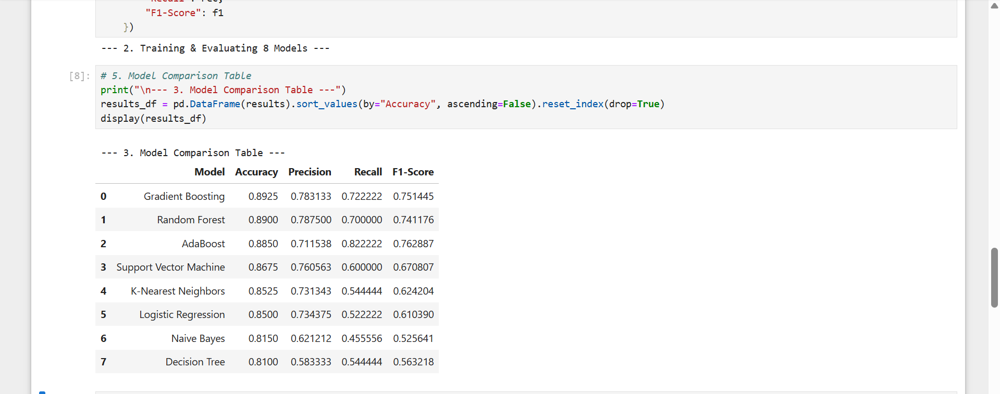 "F1-Score": f1
})
--- 2. Training & Evaluating 8 Models ---
[8]:
# 5. Model Comparison Table
print("\n--- 3. Model Comparison Table ---")
results_df = pd.DataFrame(results).sort_values(by="Accuracy", ascending=False).reset_index(drop=True)
display(results_df)
--- 3. Model Comparison Table ---
Model Accuracy Precision Recall F1-Score
0 Gradient Boosting 0.8925 0.783133 0.722222 0.751445
1 Random Forest 0.8900 0.787500 0.700000 0.741176
2 AdaBoost 0.8850 0.711538 0.822222 0.762887
3 Support Vector Machine 0.8675 0.760563 0.600000 0.670807
4 K-Nearest Neighbors 0.8525 0.731343 0.544444 0.624204
5 Logistic Regression 0.8500 0.734375 0.522222 0.610390
6 Naive Bayes 0.8150 0.621212 0.455556 0.525641
7 Decision Tree 0.8100 0.583333 0.544444 0.563218